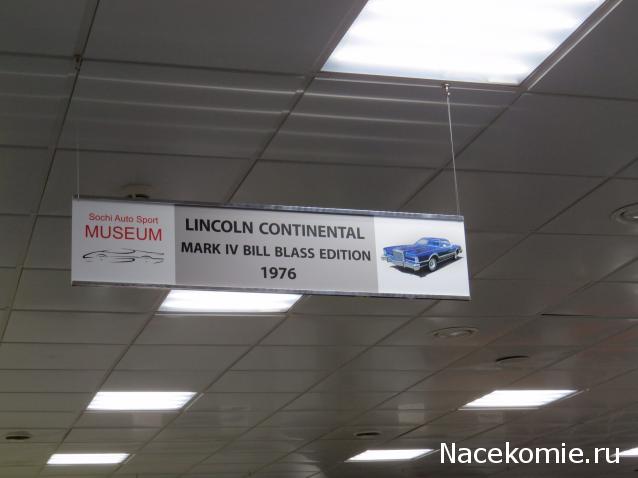 Sochi Auto Sport
MUSEUM
LINCOLN CONTINENTAL
MARK IV BILL BLASS EDITION
1976
Nacekomie.ru